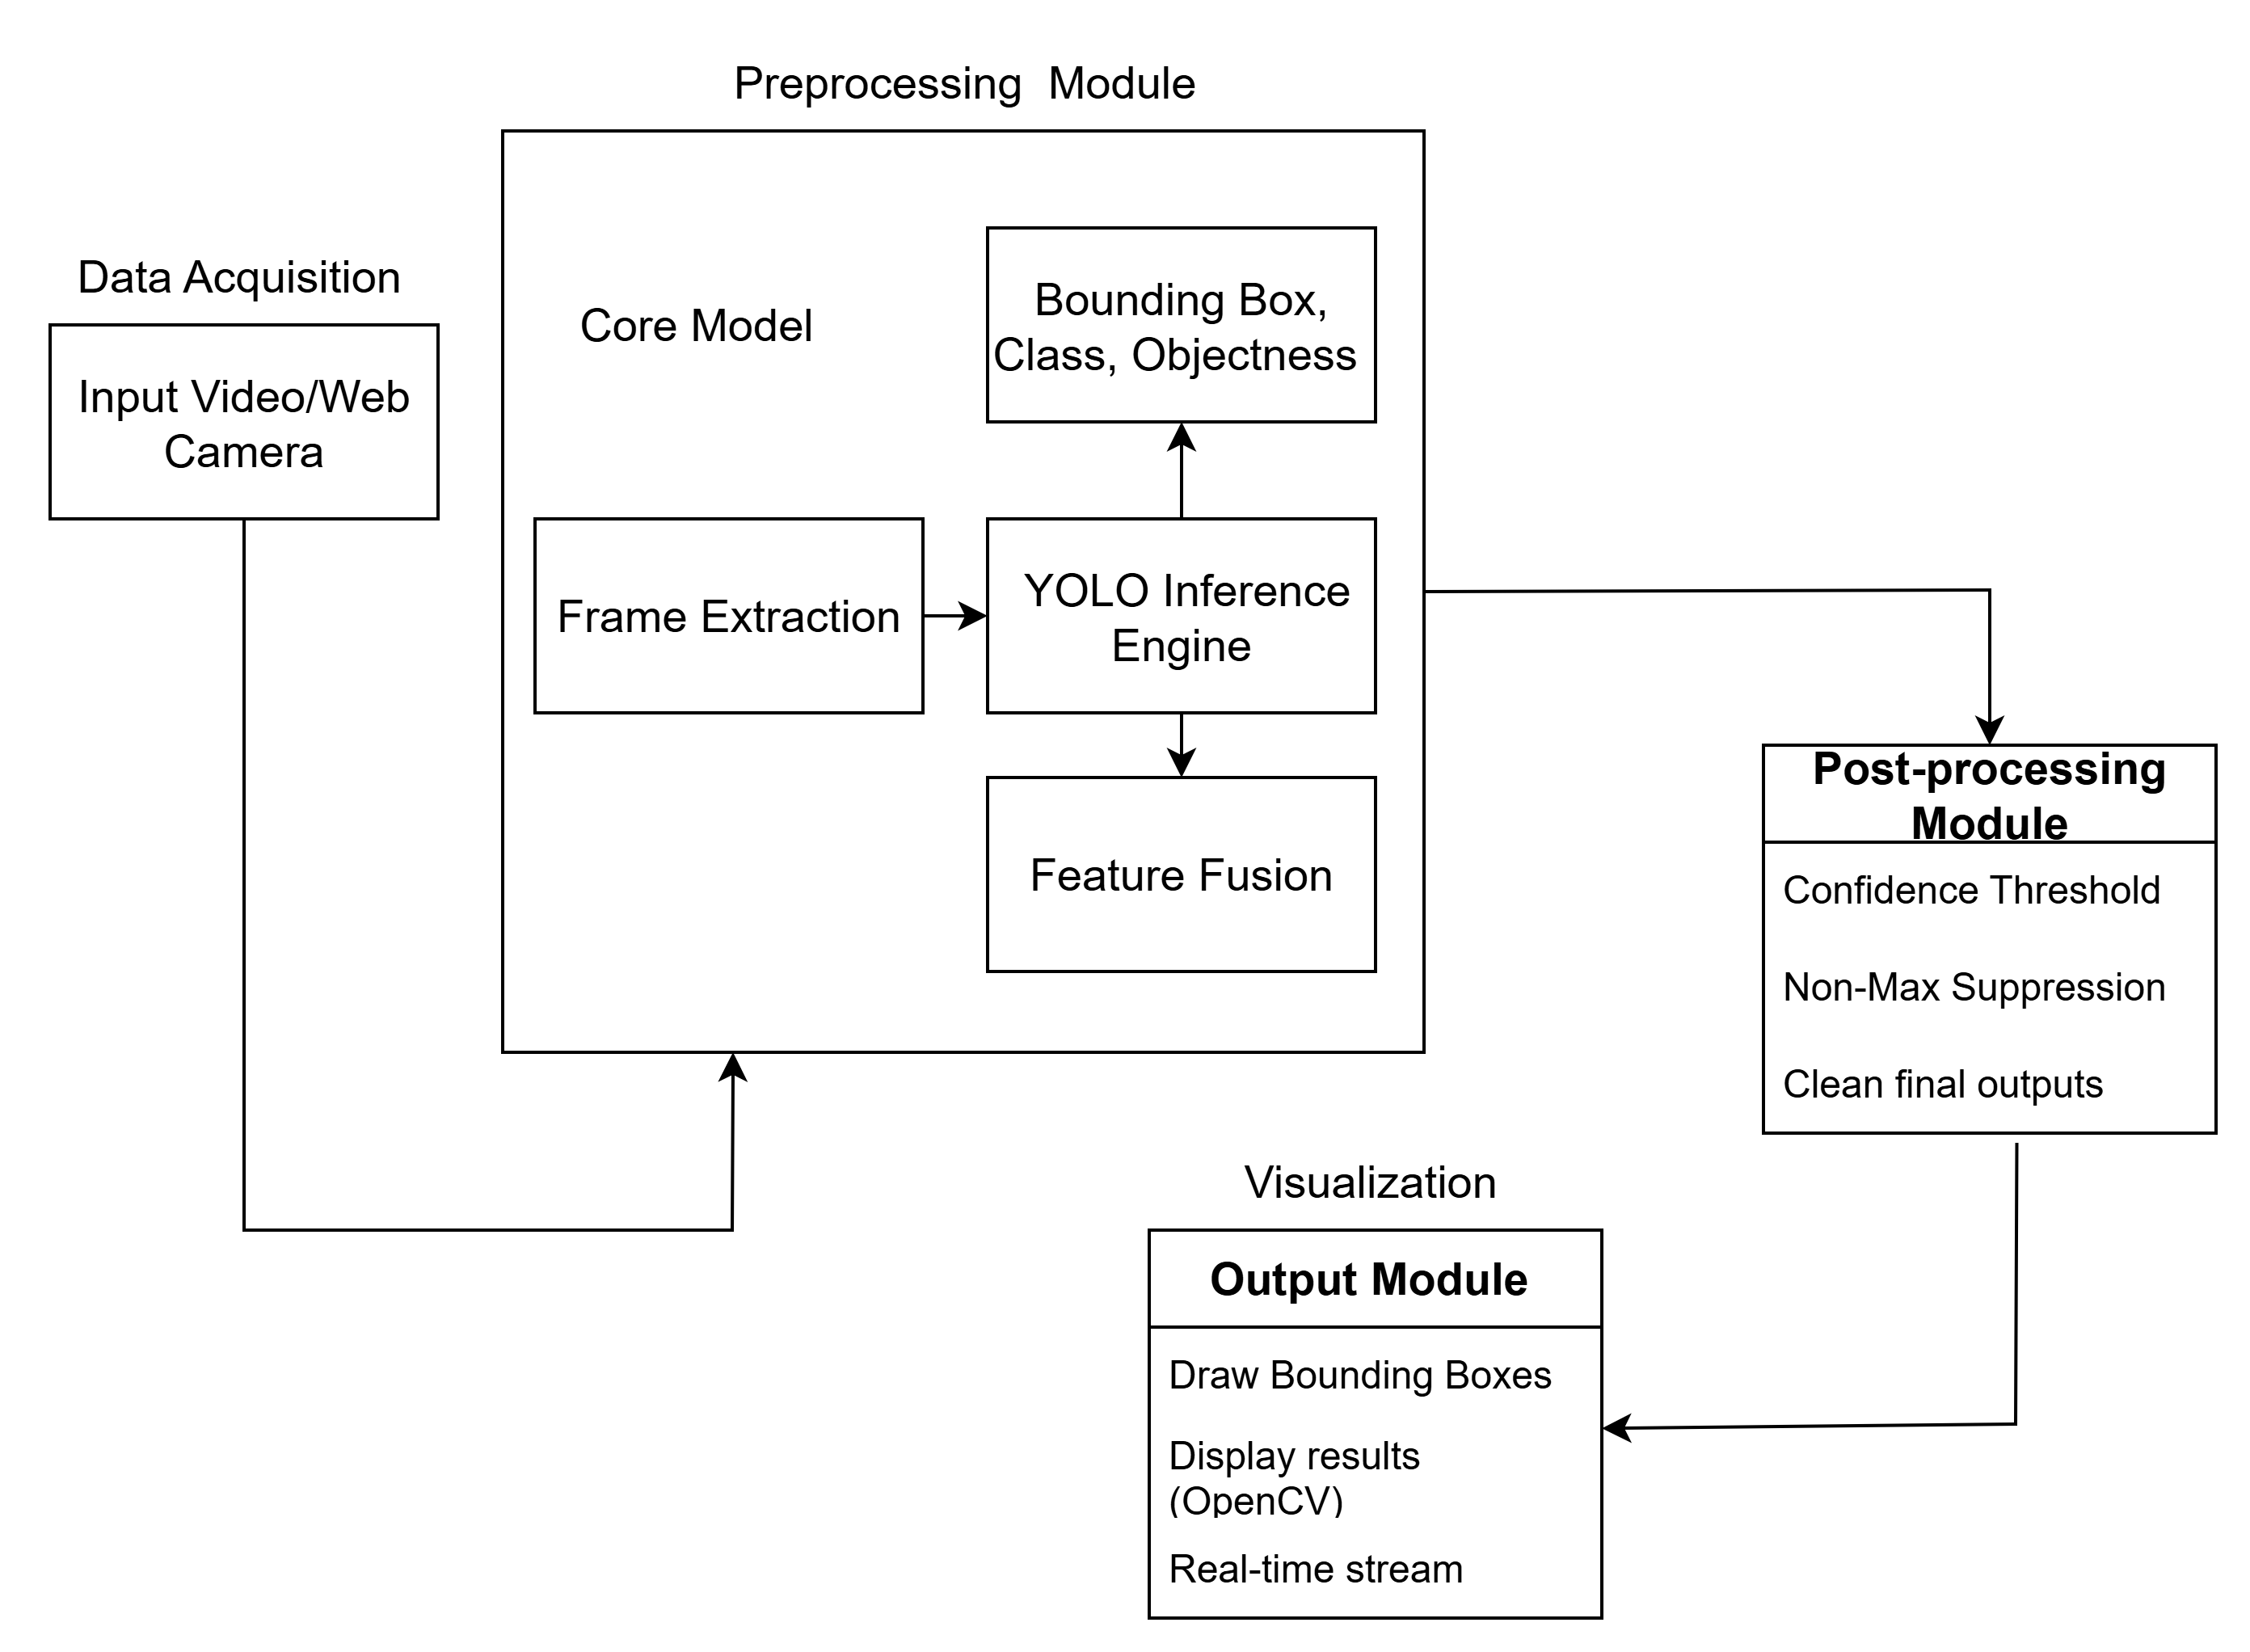 Preprocessing  Module
Data Acquisition
Input Video/Web
Camera
Core Model
Bounding Box,
Class, Objectness
Frame Extraction
YOLO Inference
Engine
Feature Fusion
Post-processing
Module
Confidence Threshold
Non-Max Suppression
Clean final outputs
Visualization
Output Module
Draw Bounding Boxes
Display results
(OpenCV)
Real-time stream